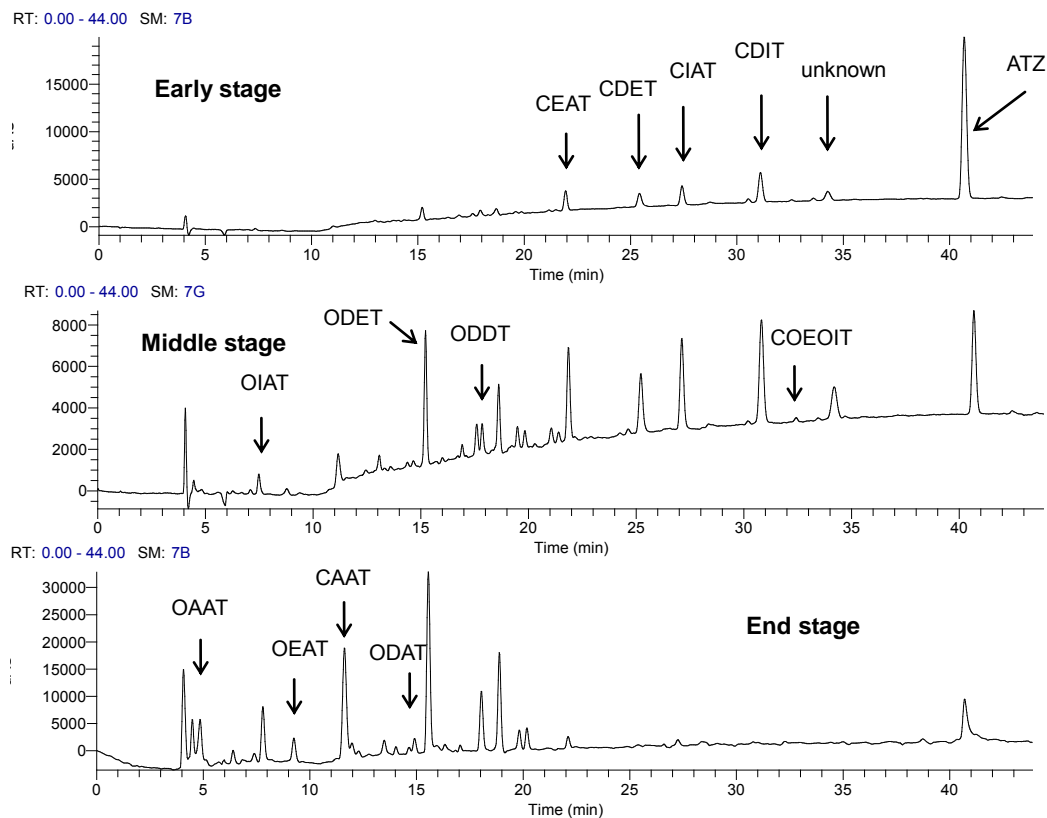 RT: 0.00 - 44.00 SM: 7B
Early stage
CEAT
CDET
CIAT
CDIT
unknown
ATZ
15000
10000
5000
0
0 5 10 15 20 25 30 35 40
Time (min)
RT: 0.00 - 44.00 SM: 7G
Middle stage
OIAT
ODET
ODDT
COEOIT
8000
6000
4000
2000
0
0 5 10 15 20 25 30 35 40
Time (min)
RT: 0.00 - 44.00 SM: 7B
OAAT
OEAT
CAAT
ODAT
End stage
30000
25000
20000
15000
10000
5000
0
0 5 10 15 20 25 30 35 40
Time (min)